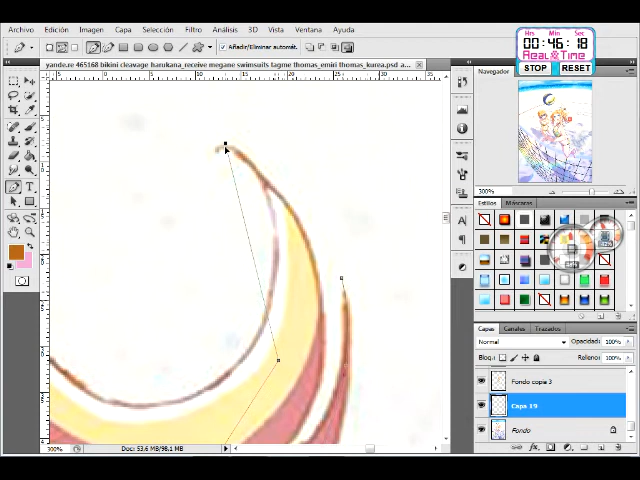 Hrs Min Sec
00:46:18
Real Time
STOP RESET
Archivo Edición Imagen Capa Selección Filtro Análisis 3D Vista Ventana Ayuda
Añadir/Eliminar automát.
yande.re 465168 bikini cleavage harukana_receive megane swimsuits tagme thomas_emiri thomas_korea.psd a...
Navegador
300%
Estilos Máscaras
Capas Canales Trazados
Normal Opacidad: 100%
Bloq.: Relleno: 100%
Fondo copia 3
Capa 19
Fondo
300% Doc: 53.6 MB/98.1 MB